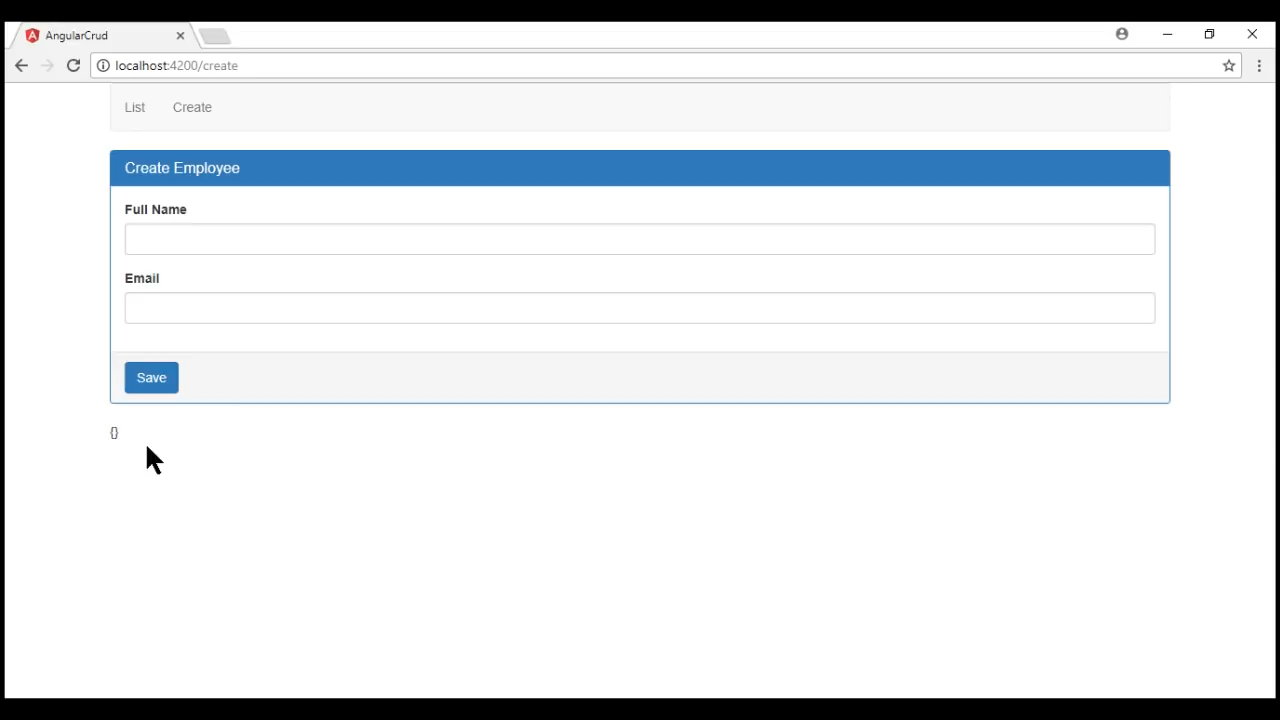 AngularCrud
localhost:4200/create
List Create
Create Employee
Full Name
Email
Save
{}